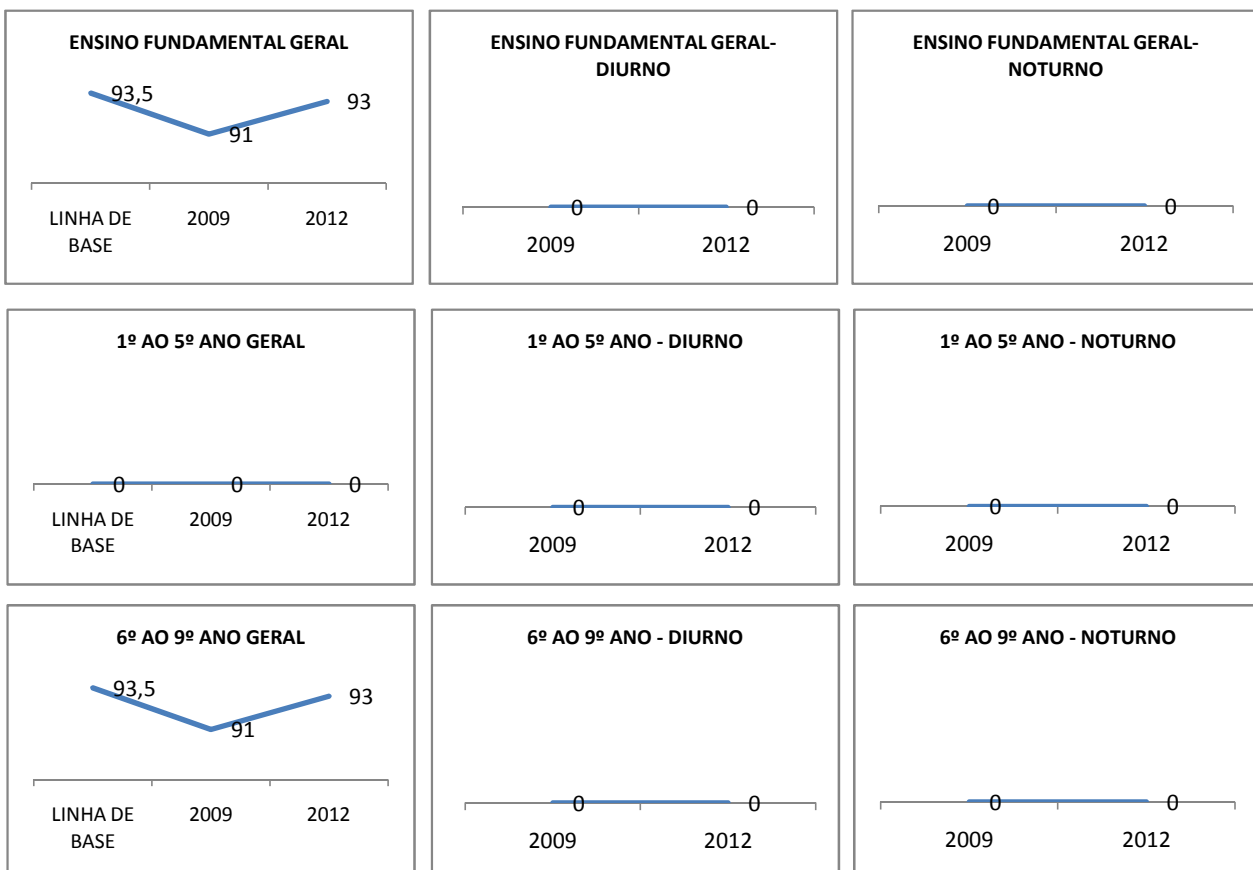 ENSINO FUNDAMENTAL GERAL
93,5
91
93
LINHA DE
BASE
2009
2012
ENSINO FUNDAMENTAL GERAL-
DIURNO
0
0
2009
2012
ENSINO FUNDAMENTAL GERAL-
NOTURNO
0
0
2009
2012
1º AO 5º ANO GERAL
0
0
0
LINHA DE
BASE
2009
2012
1º AO 5º ANO - DIURNO
0
0
2009
2012
1º AO 5º ANO - NOTURNO
0
0
2009
2012
6º AO 9º ANO GERAL
93,5
91
93
LINHA DE
BASE
2009
2012
6º AO 9º ANO - DIURNO
0
0
2009
2012
6º AO 9º ANO - NOTURNO
0
0
2009
2012